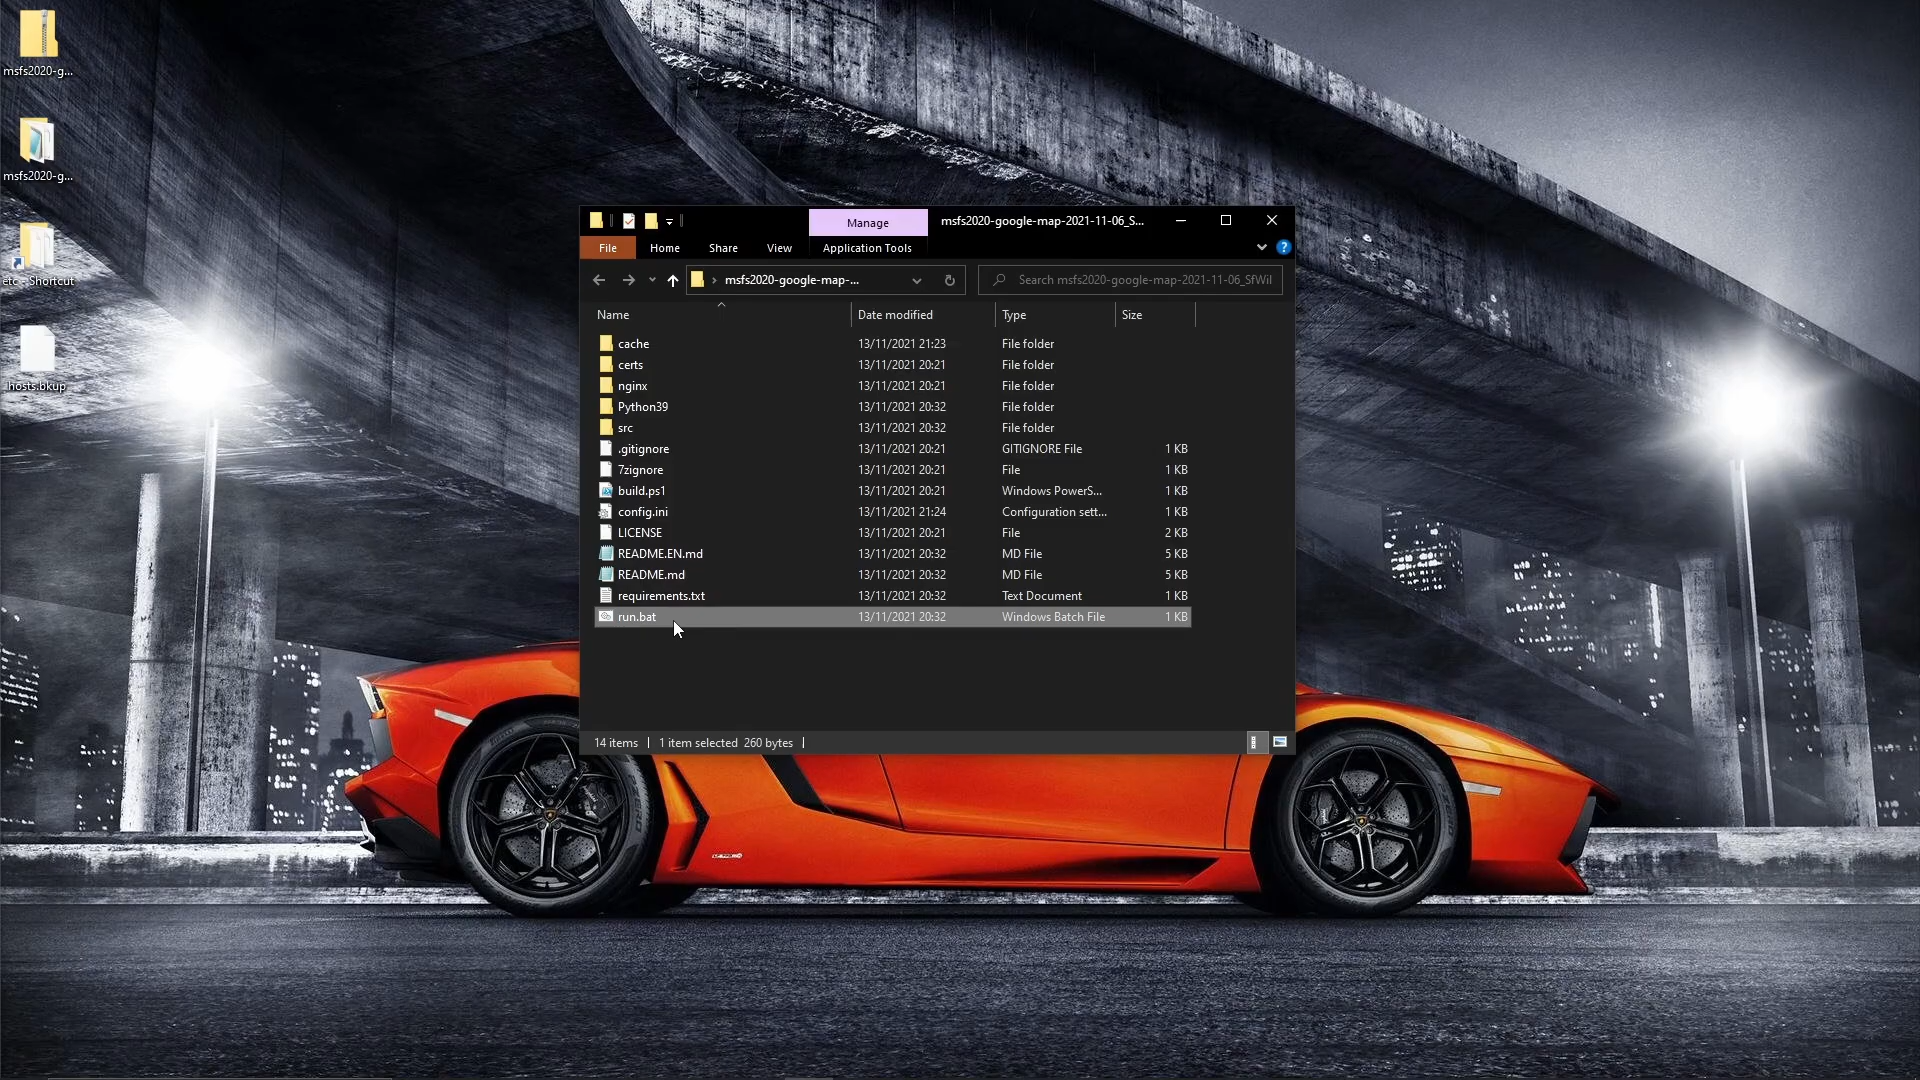 msfs2020-g...
msfs2020-g...
etc - Shortcut
hosts.bkup
Manage
msfs2020-google-map-2021-11-06_S...
File
Home
Share
View
Application Tools
msfs2020-google-map-...
Search msfs2020-google-map-2021-11-06_SfWil
Name
Date modified
Type
Size
cache 13/11/2021 21:23 File folder
certs 13/11/2021 20:21 File folder
nginx 13/11/2021 20:21 File folder
Python39 13/11/2021 20:32 File folder
src 13/11/2021 20:32 File folder
.gitignore 13/11/2021 20:21 GITIGNORE File 1 KB
7zignore 13/11/2021 20:21 File 1 KB
build.ps1 13/11/2021 20:21 Windows PowerS... 1 KB
config.ini 13/11/2021 21:24 Configuration sett... 1 KB
LICENSE 13/11/2021 20:21 File 2 KB
README.EN.md 13/11/2021 20:32 MD File 5 KB
README.md 13/11/2021 20:32 MD File 5 KB
requirements.txt 13/11/2021 20:32 Text Document 1 KB
run.bat 13/11/2021 20:32 Windows Batch File 1 KB
14 items
1 item selected 260 bytes